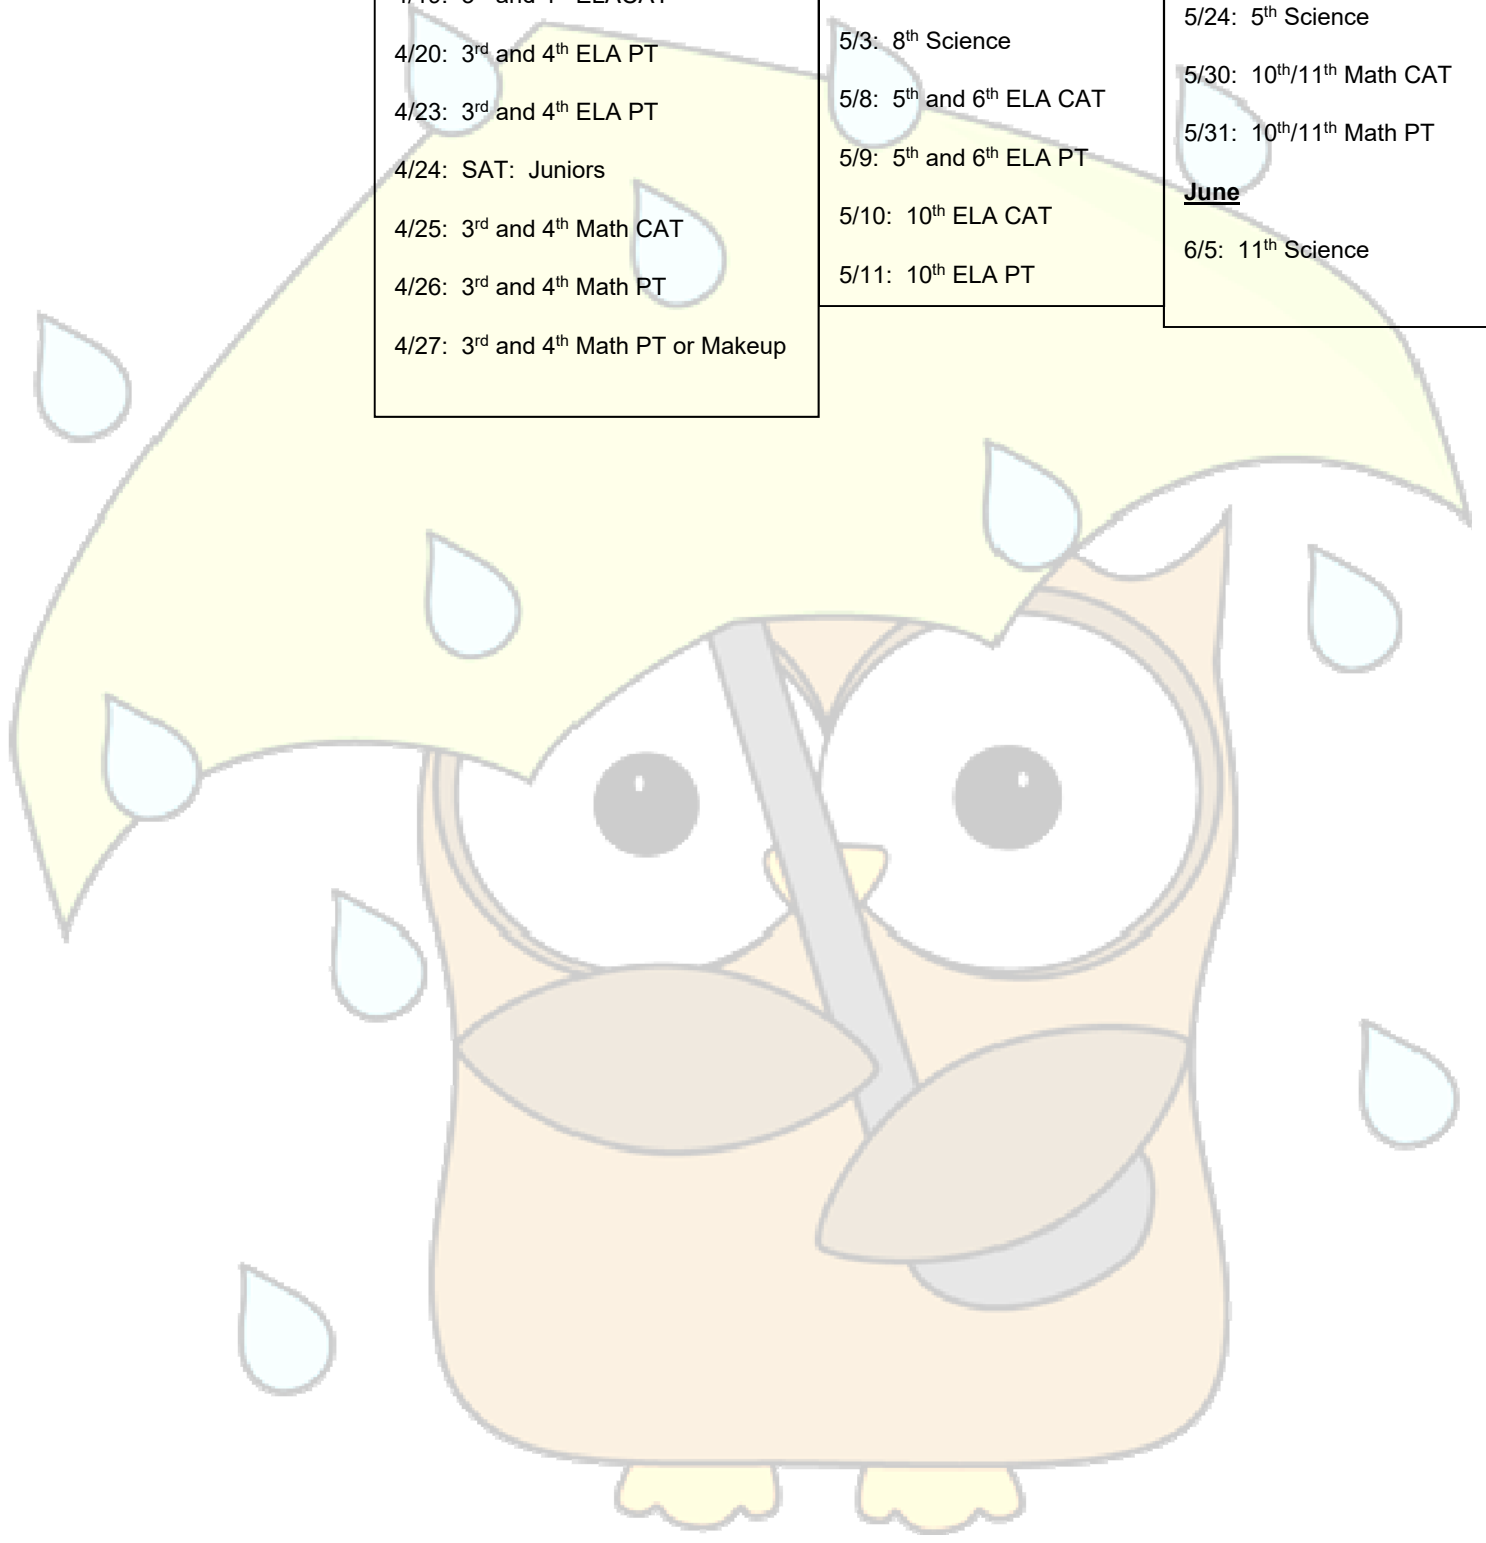 4/20: 3rd and 4th ELA PT
4/23: 3rd and 4th ELA PT
4/24: SAT: Juniors
4/25: 3rd and 4th Math CAT
4/26: 3rd and 4th Math PT
4/27: 3rd and 4th Math PT or Makeup
5/3: 8th Science
5/8: 5th and 6th ELA CAT
5/9: 5th and 6th ELA PT
5/10: 10th ELA CAT
5/11: 10th ELA PT
5/24: 5th Science
5/30: 10th/11th Math CAT
5/31: 10th/11th Math PT
June
6/5: 11th Science